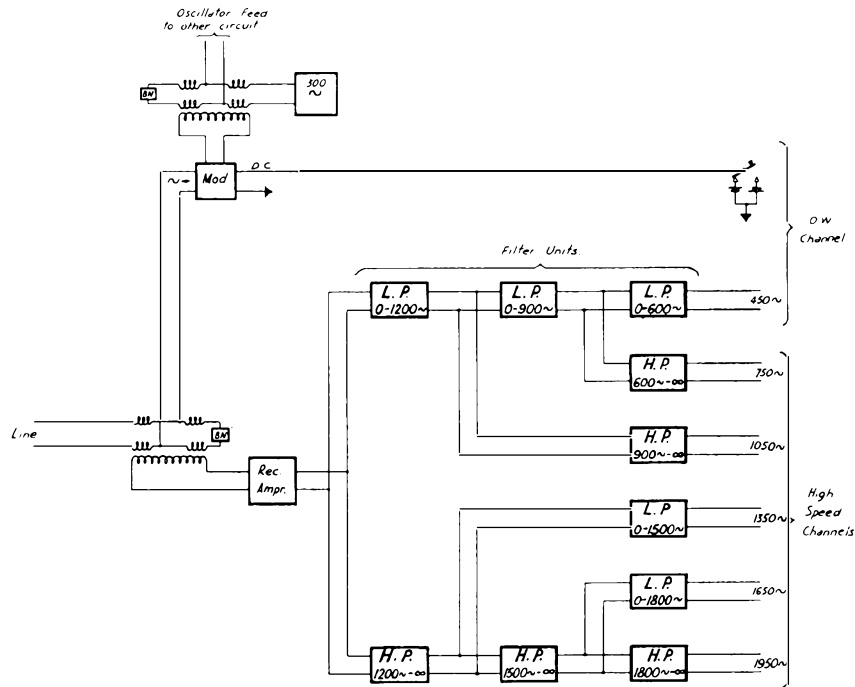 Oscillator Feed
to other circuit
BN
300
~
~→
Mod
D.C.
O W
Channel
Filter Units.
L. P.
0-1200~
L. P.
0-900~
L. P.
0-600~
450~
H. P.
600~-∞
750~
H. P.
900~-∞
1050~
Line
BN
Rec.
Ampr.
L. P
0-1500~
1350~
High
Speed
Channels
L. P.
0-1800~
1650~
H. P.
1200~-∞
H. P.
1500~-∞
H. P.
1800~-∞
1950~